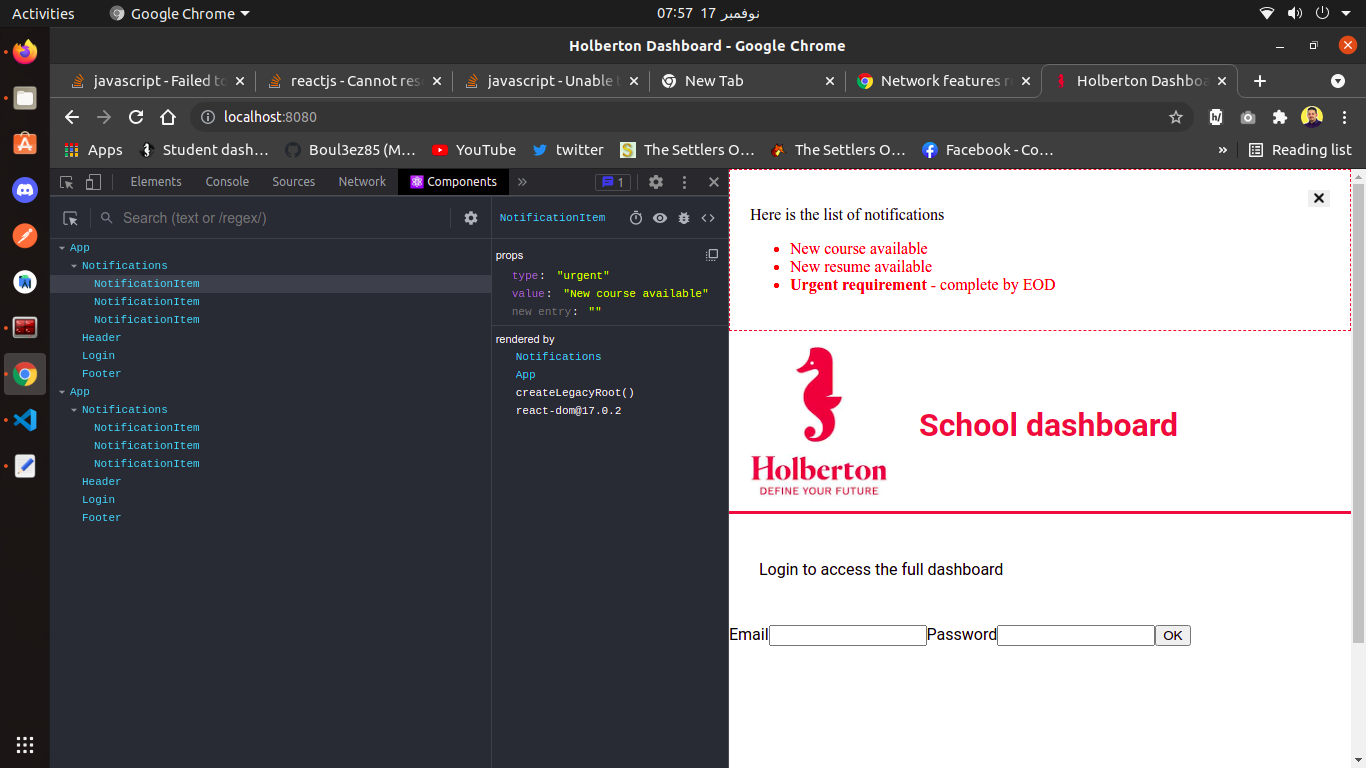 Activities
Google Chrome
07:57 17 نوفمبر
Holberton Dashboard - Google Chrome
javascript - Failed to
reactjs - Cannot res
javascript - Unable t
New Tab
Network features r
Holberton Dashboa
localhost:8080
Apps
Student dash…
Boul3ez85 (M…
YouTube
twitter
The Settlers O…
The Settlers O…
Facebook - Co…
»
Reading list
Elements
Console
Sources
Network
Components
»
1
Search (text or /regex/)
App
Notifications
NotificationItem
NotificationItem
NotificationItem
Header
Login
Footer
App
Notifications
NotificationItem
NotificationItem
NotificationItem
Header
Login
Footer
NotificationItem
props
type: "urgent"
value: "New course available"
new entry: ""
rendered by
Notifications
App
createLegacyRoot()
react-dom@17.0.2
Here is the list of notifications
New course available
New resume available
Urgent requirement - complete by EOD
Holberton
DEFINE YOUR FUTURE
School dashboard
Login to access the full dashboard
Email
Password
OK